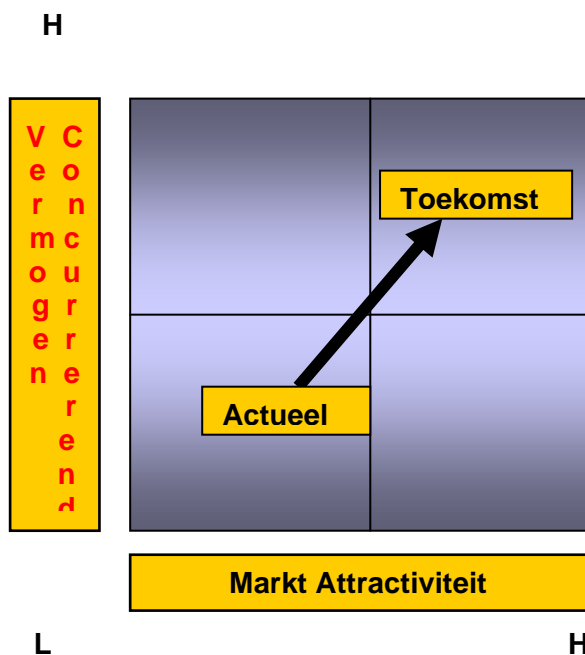 H
Vermogen
Concurrerend
Toekomst
Actueel
Markt Attractiviteit
L
H